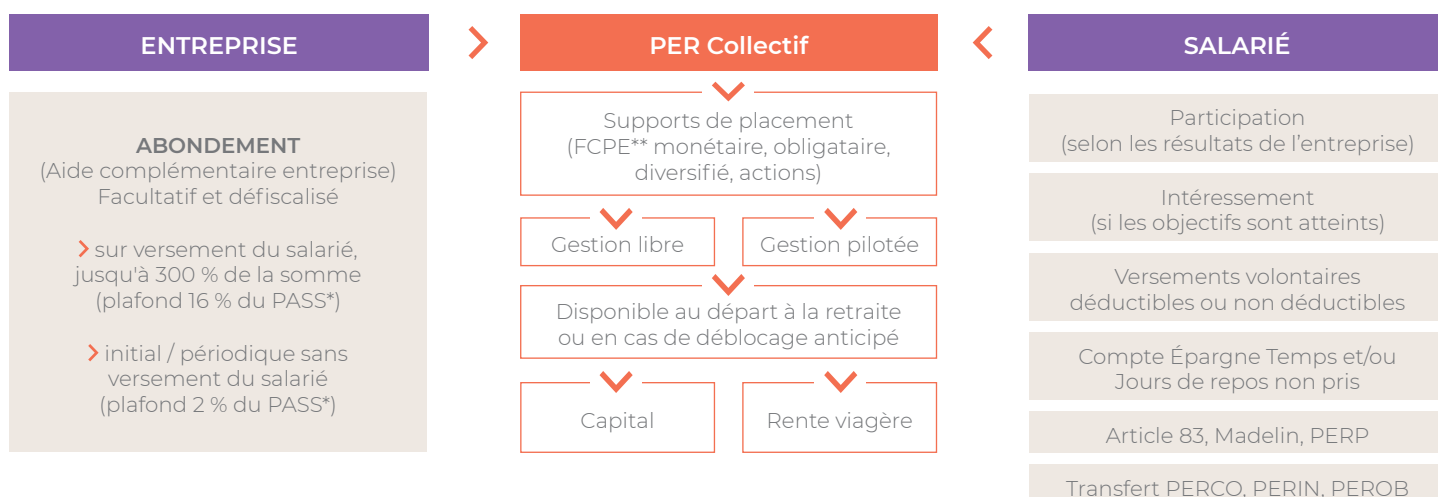 ENTREPRISE
ABONDEMENT
(Aide complémentaire entreprise)
Facultatif et défiscalisé
sur versement du salarié,
jusqu'à 300 % de la somme
(plafond 16 % du PASS*)
initial / périodique sans
versement du salarié
(plafond 2 % du PASS*)
PER Collectif
Supports de placement
(FCPE** monétaire, obligataire,
diversifié, actions)
Gestion libre
Gestion pilotée
Disponible au départ à la retraite
ou en cas de déblocage anticipé
Capital
Rente viagère
SALARIÉ
Participation
(selon les résultats de l’entreprise)
Intéressement
(si les objectifs sont atteints)
Versements volontaires
déductibles ou non déductibles
Compte Épargne Temps et/ou
Jours de repos non pris
Article 83, Madelin, PERP
Transfert PERCO, PERIN, PEROB